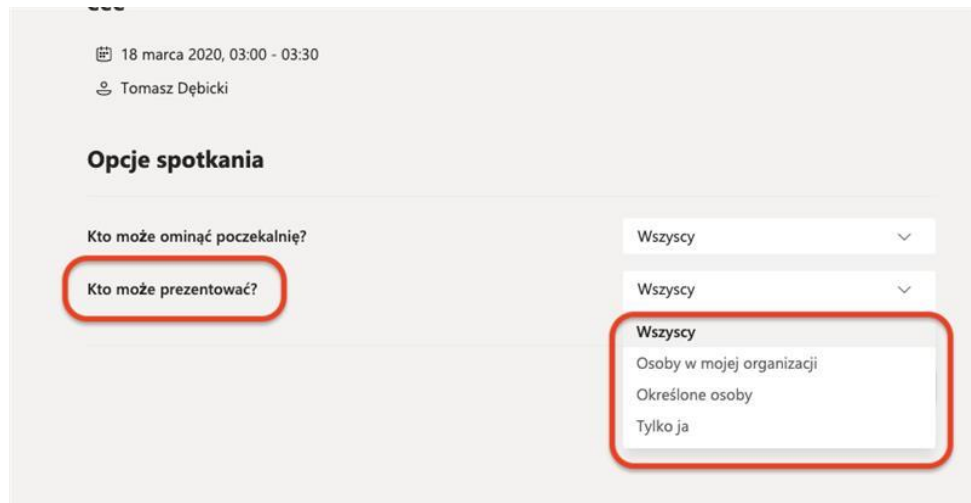 18 marca 2020, 03:00 - 03:30
Tomasz Dębicki
Opcje spotkania
Kto może ominąć poczekalnię?
Wszyscy
Kto może prezentować?
Wszyscy
Wszyscy
Osoby w mojej organizacji
Określone osoby
Tylko ja